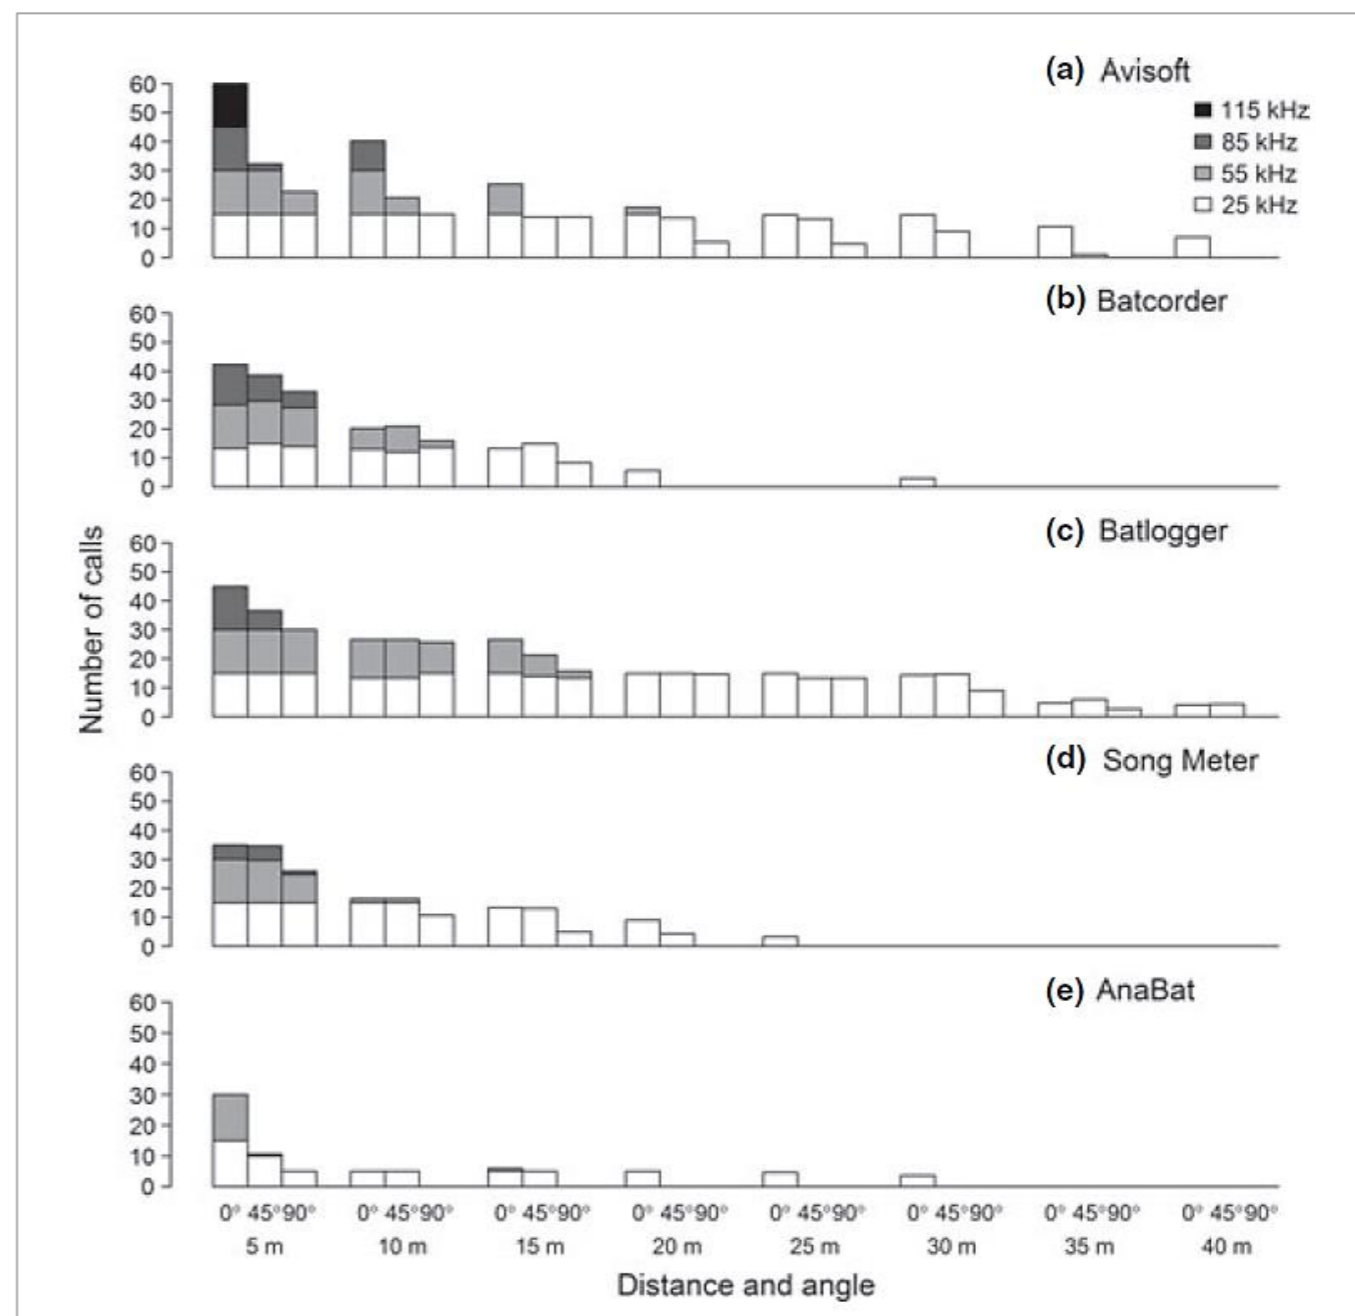 (a) Avisoft
115 kHz
85 kHz
55 kHz
25 kHz
60
50
40
30
20
10
0
(b) Batcorder
60
50
40
30
20
10
0
(c) Batlogger
60
50
40
30
20
10
0
Number of calls
(d) Song Meter
60
50
40
30
20
10
0
(e) AnaBat
60
50
40
30
20
10
0
0° 45°90° 0° 45°90° 0° 45°90° 0° 45°90° 0° 45°90° 0° 45°90° 0° 45°90° 0° 45°90°
5 m 10 m 15 m 20 m 25 m 30 m 35 m 40 m
Distance and angle